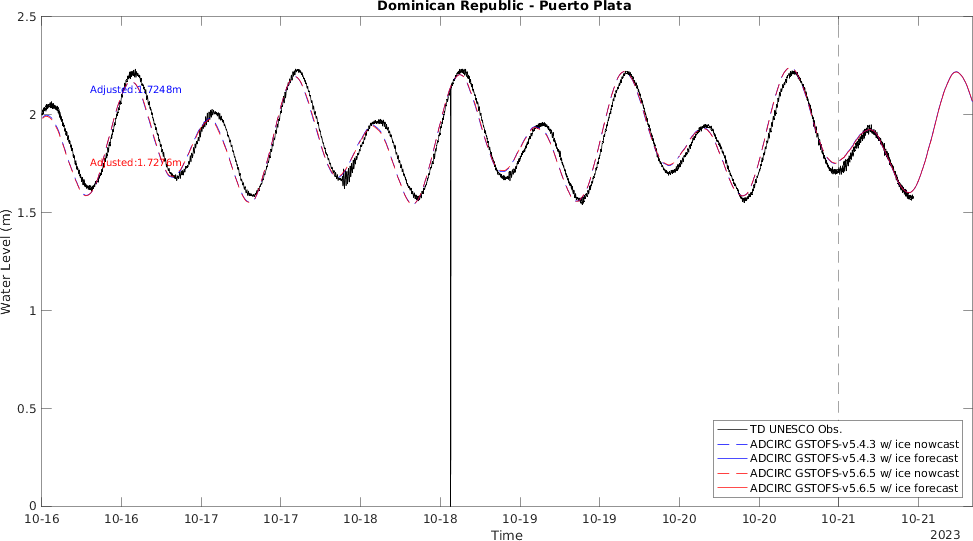 Dominican Republic - Puerto Plata
Water Level (m)
2.5
2
1.5
1
0.5
0
Adjusted:1.7248m
Adjusted:1.7276m
TD UNESCO Obs.
ADCIRC GSTOFS-v5.4.3 w/ ice nowcast
ADCIRC GSTOFS-v5.4.3 w/ ice forecast
ADCIRC GSTOFS-v5.6.5 w/ ice nowcast
ADCIRC GSTOFS-v5.6.5 w/ ice forecast
10-16 10-16 10-17 10-17 10-18 10-18 10-19 10-19 10-20 10-20 10-21 10-21
Time
2023